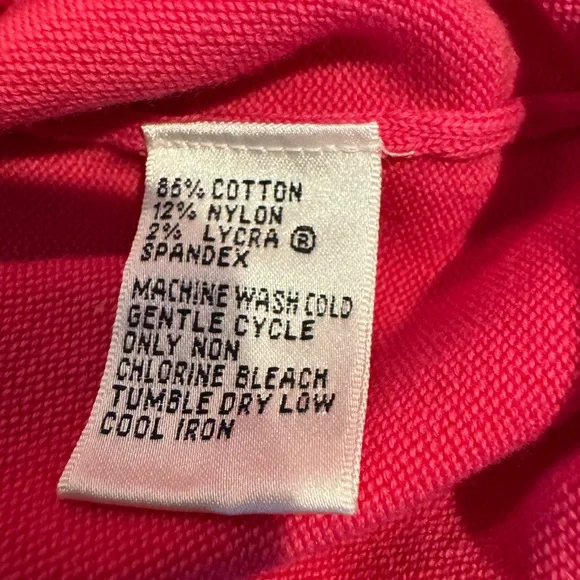 86% COTTON
12% NYLON
2% LYCRA ®
SPANDEX
MACHINE WASH COLD
GENTLE CYCLE
ONLY NON
CHLORINE BLEACH
TUMBLE DRY LOW
COOL IRON